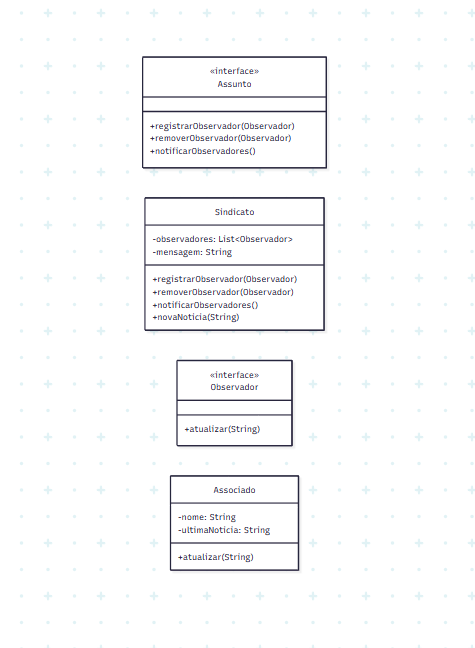 «interface»
Assunto
+registrarObservador(Observador)
+removerObservador(Observador)
+notificarObservadores()
Sindicato
-observadores: List<Observador>
-mensagem: String
+registrarObservador(Observador)
+removerObservador(Observador)
+notificarObservadores()
+novaNoticia(String)
«interface»
Observador
+atualizar(String)
Associado
-nome: String
-ultimaNoticia: String
+atualizar(String)